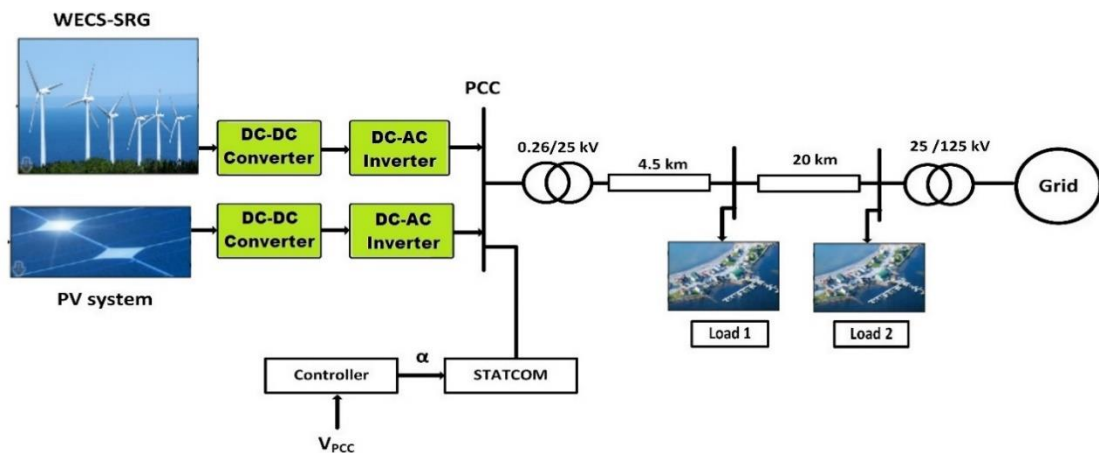 WECS-SRG
PCC
DC-DC
Converter
DC-AC
Inverter
0.26/25 kV
4.5 km
20 km
25 /125 kV
Grid
DC-DC
Converter
DC-AC
Inverter
PV system
Load 1
Load 2
Controller
α
STATCOM
VPCC